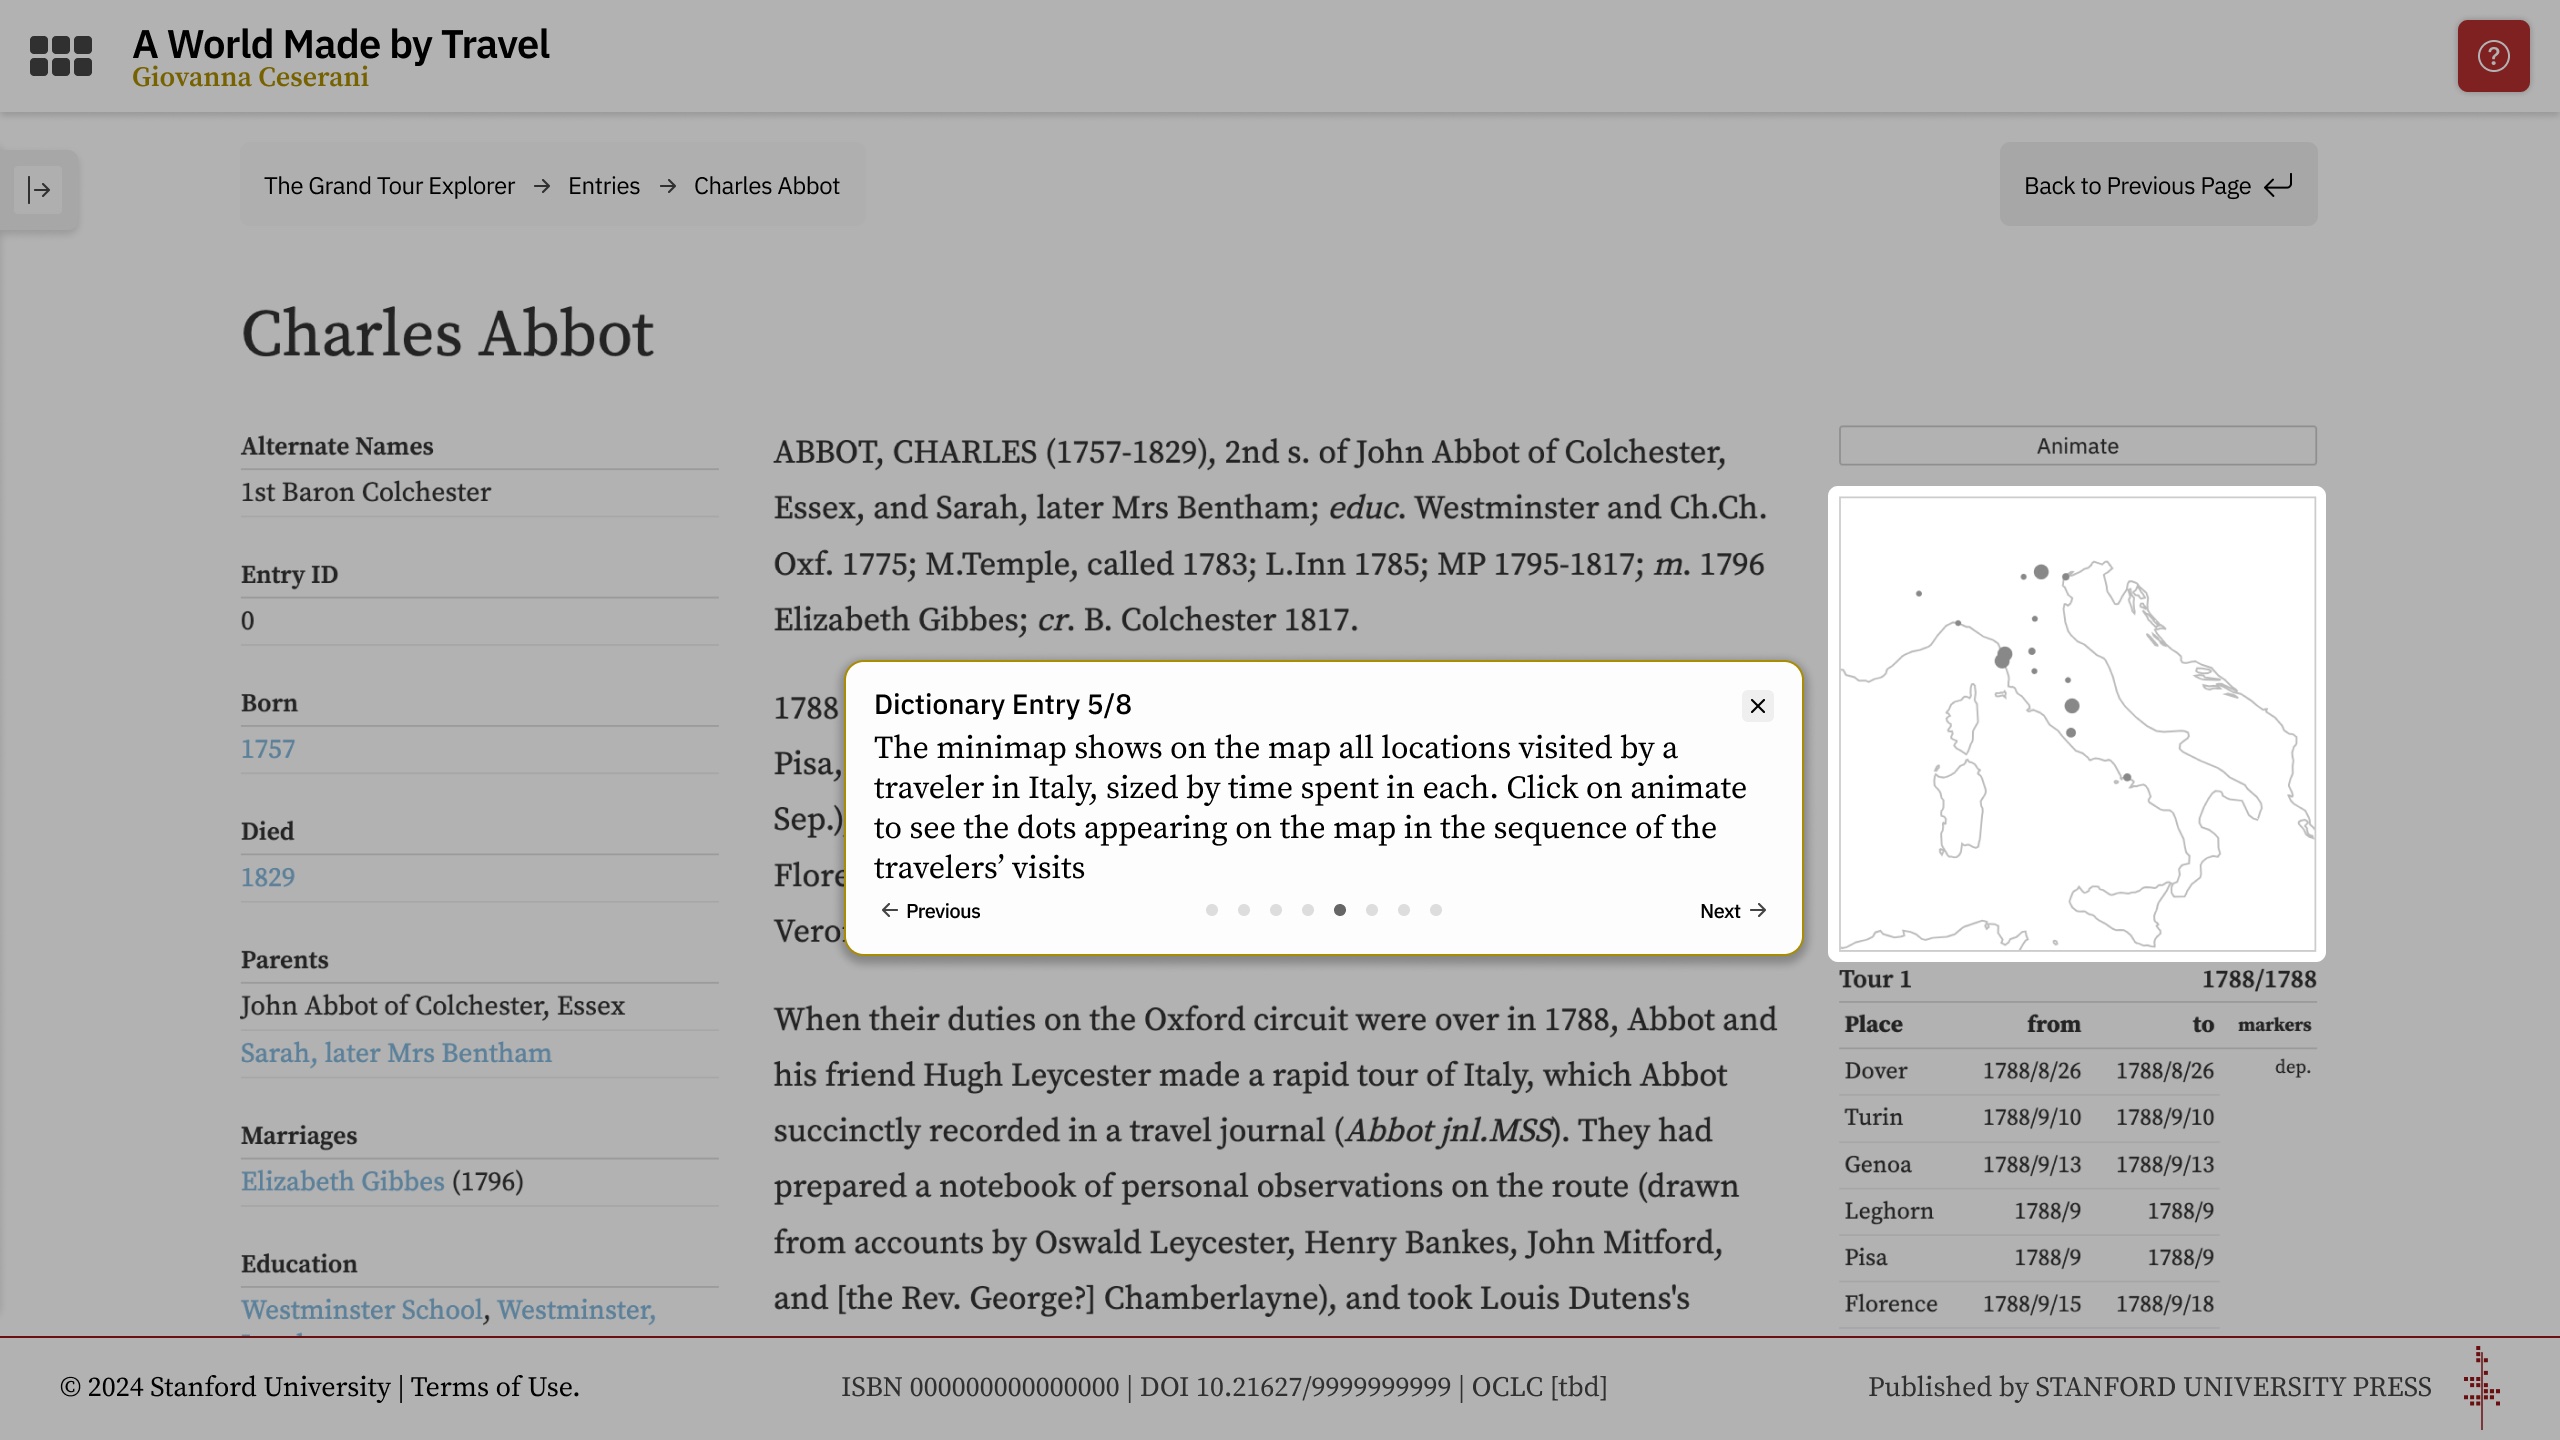 A World Made by Travel
Giovanna Ceserani
The Grand Tour Explorer → Entries → Charles Abbot
Back to Previous Page
Charles Abbot
Alternate Names
1st Baron Colchester
Entry ID
0
Born
1757
Died
1829
Parents
John Abbot of Colchester, Essex
Sarah, later Mrs Bentham
Marriages
Elizabeth Gibbes (1796)
Education
Westminster School, Westminster,
ABBOT, CHARLES (1757-1829), 2nd s. of John Abbot of Colchester,
Essex, and Sarah, later Mrs Bentham; educ. Westminster and Ch.Ch.
Oxf. 1775; M.Temple, called 1783; L.Inn 1785; MP 1795-1817; m. 1796
Elizabeth Gibbes; cr. B. Colchester 1817.
1788
Pisa,
Sep.)
Dictionary Entry 5/8
The minimap shows on the map all locations visited by a
traveler in Italy, sized by time spent in each. Click on animate
to see the dots appearing on the map in the sequence of the
travelers’ visits
← Previous
Next →
When their duties on the Oxford circuit were over in 1788, Abbot and
his friend Hugh Leycester made a rapid tour of Italy, which Abbot
succinctly recorded in a travel journal (Abbot jnl.MSS). They had
prepared a notebook of personal observations on the route (drawn
from accounts by Oswald Leycester, Henry Bankes, John Mitford,
and [the Rev. George?] Chamberlayne), and took Louis Dutens's
Animate
Tour 1 1788/1788
Place from to markers
Dover 1788/8/26 1788/8/26 dep.
Turin 1788/9/10 1788/9/10
Genoa 1788/9/13 1788/9/13
Leghorn 1788/9 1788/9
Pisa 1788/9 1788/9
Florence 1788/9/15 1788/9/18
© 2024 Stanford University | Terms of Use.
ISBN 000000000000000 | DOI 10.21627/9999999999 | OCLC [tbd]
Published by STANFORD UNIVERSITY PRESS